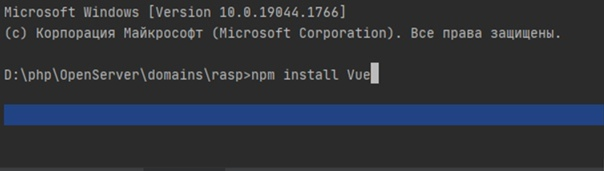 Microsoft Windows [Version 10.0.19044.1766]
(c) Корпорация Майкрософт (Microsoft Corporation). Все права защищены.
D:\php\OpenServer\domains\rasp>npm install Vue